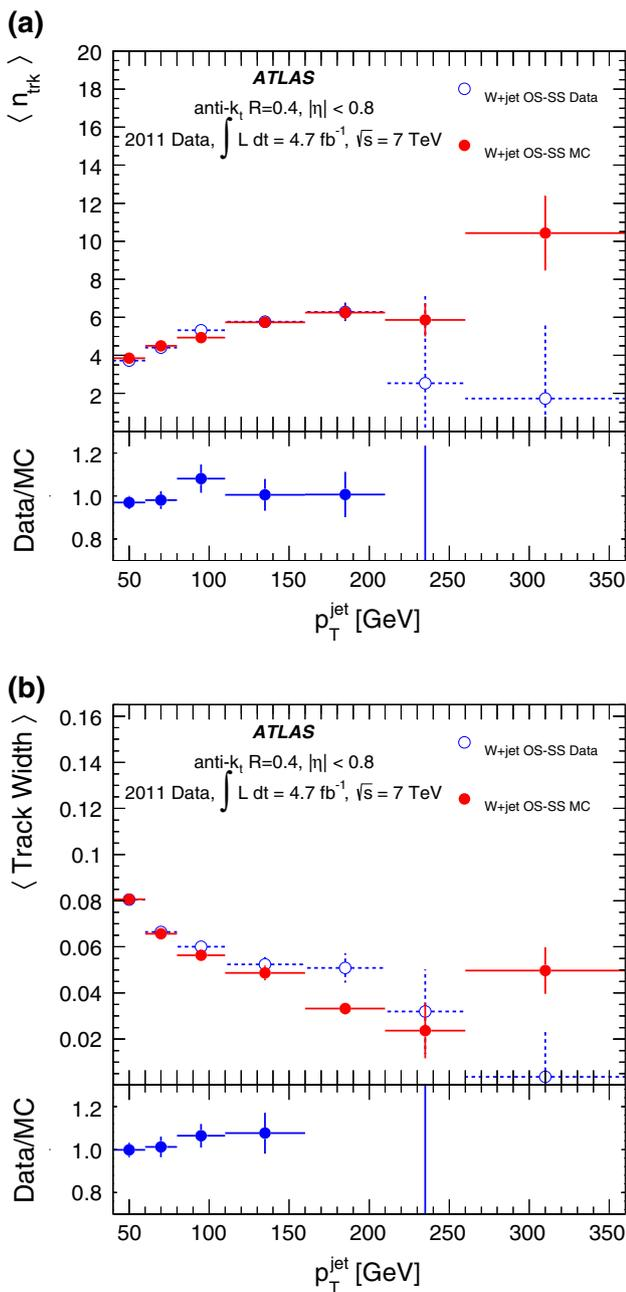 (a)
⟨ n_trk ⟩
20
18
16
14
12
10
8
6
4
2
ATLAS
anti-k_t R=0.4, |η| < 0.8
2011 Data, ∫ L dt = 4.7 fb⁻¹, √s = 7 TeV
W+jet OS-SS Data
W+jet OS-SS MC
Data/MC
1.2
1.0
0.8
50 100 150 200 250 300 350
p_T^jet [GeV]
(b)
⟨ Track Width ⟩
0.16
0.14
0.12
0.1
0.08
0.06
0.04
0.02
ATLAS
anti-k_t R=0.4, |η| < 0.8
2011 Data, ∫ L dt = 4.7 fb⁻¹, √s = 7 TeV
W+jet OS-SS Data
W+jet OS-SS MC
Data/MC
1.2
1.0
0.8
50 100 150 200 250 300 350
p_T^jet [GeV]